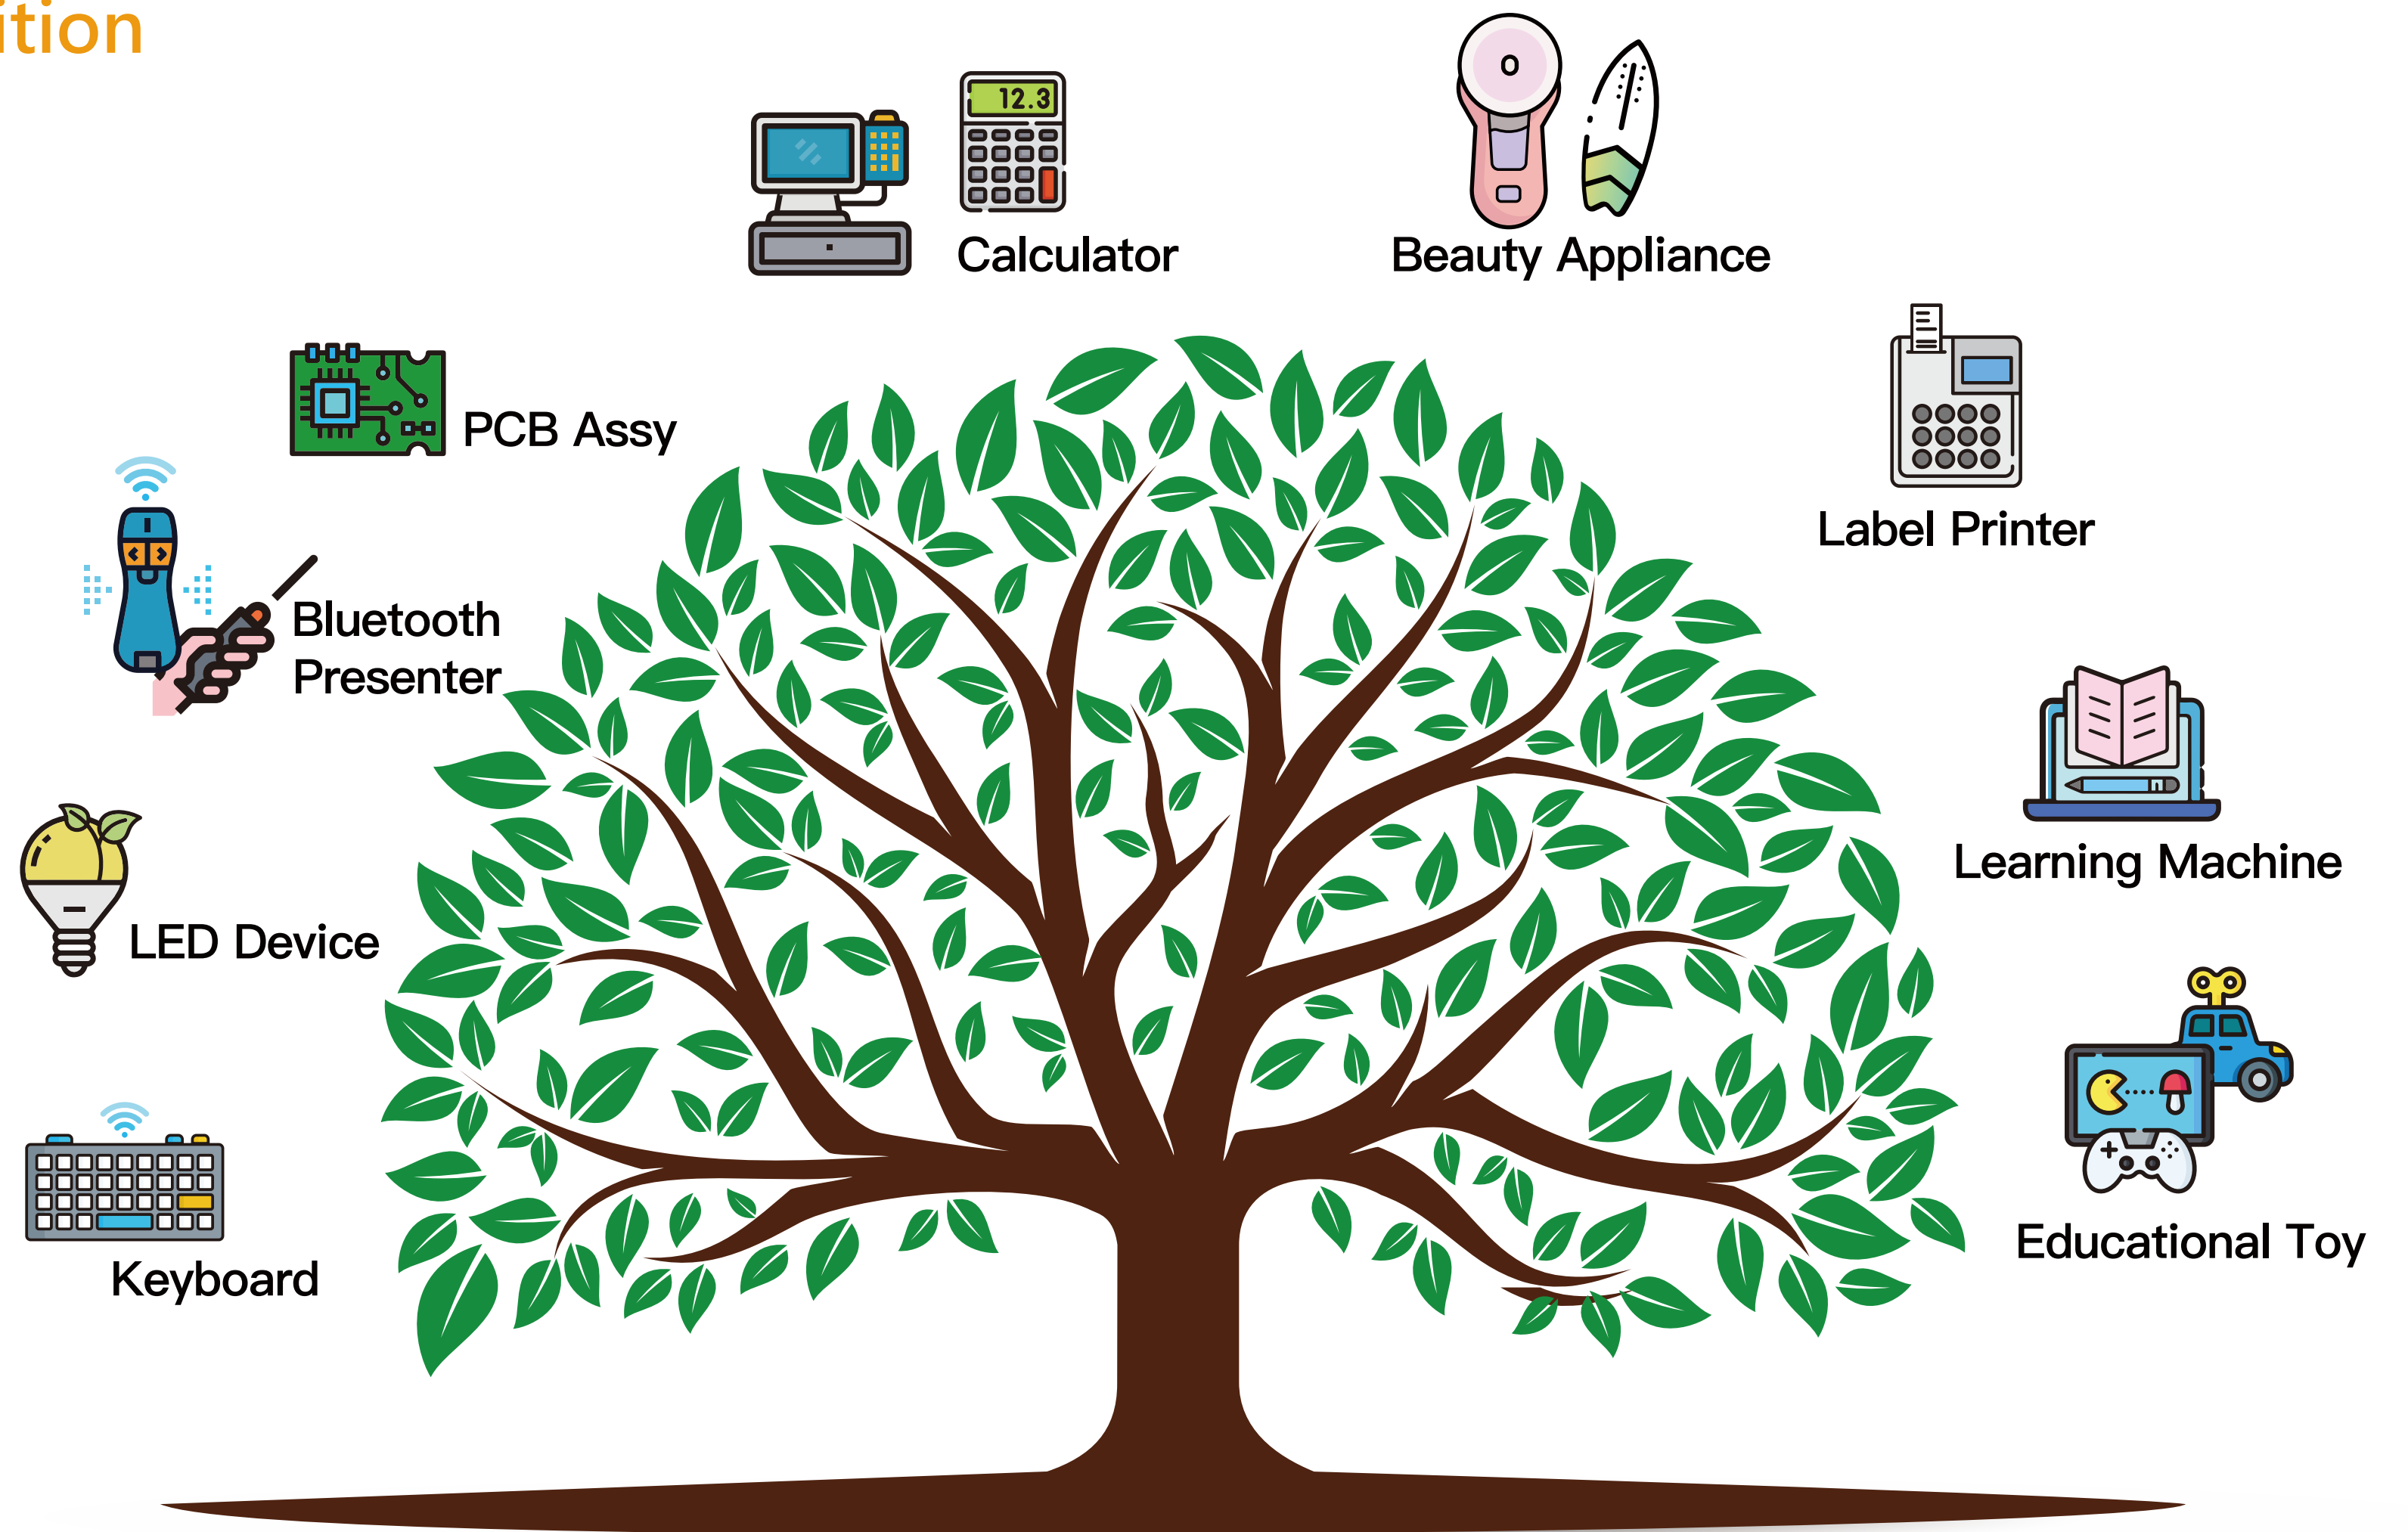 ition
12.3
Calculator
Beauty Appliance
PCB Assy
Label Printer
Bluetooth
Presenter
Learning Machine
LED Device
Educational Toy
Keyboard